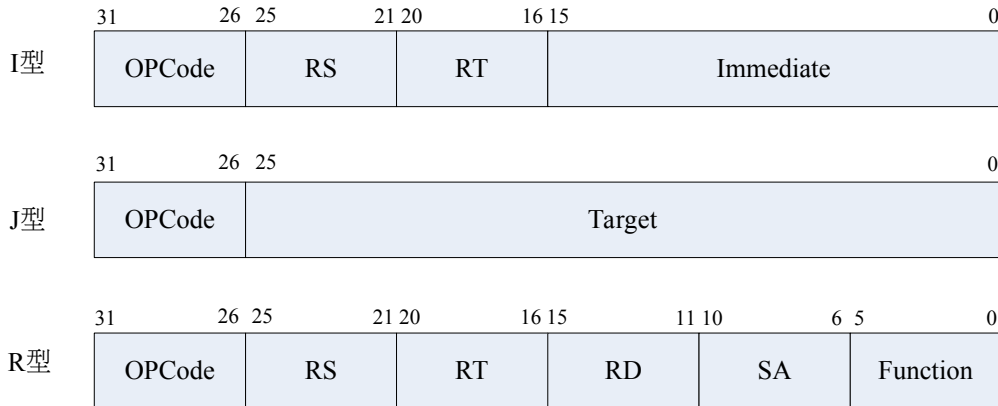 31 26 25 21 20 16 15 0
I型 OPCode RS RT Immediate
31 26 25 0
J型 OPCode Target
31 26 25 21 20 16 15 11 10 6 5 0
R型 OPCode RS RT RD SA Function